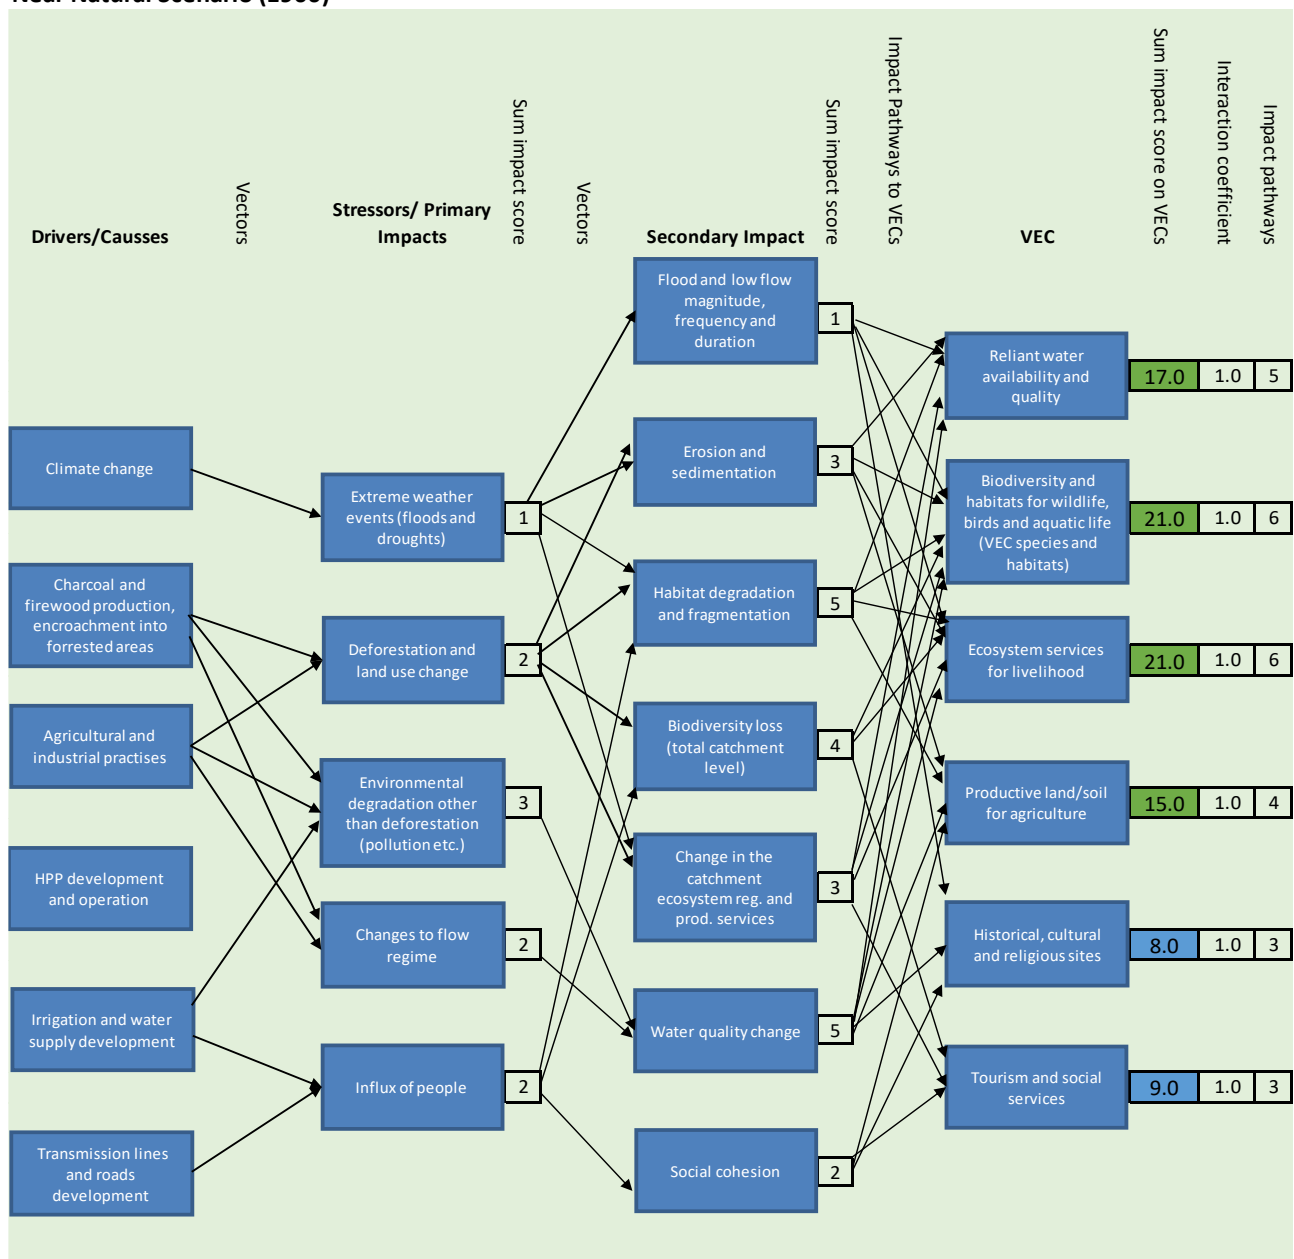 Near Natural Scenario (1960)
Drivers/Causses
Vectors
Stressors/ Primary
Impacts
Sum impact score
Vectors
Secondary Impact
Sum impact score
Impact Pathways to VECs
VEC
Sum impact score on VECs
Interaction coefficient
Impact pathways
Climate change
Charcoal and
firewood production,
encroachment into
forrested areas
Agricultural and
industrial practises
HPP development
and operation
Irrigation and water
supply development
Transmission lines
and roads
development
Extreme weather
events (floods and
droughts)
1
Deforestation and
land use change
2
Environmental
degradation other
than deforestation
(pollution etc.)
3
Changes to flow
regime
2
Influx of people
2
Flood and low flow
magnitude,
frequency and
duration
1
Erosion and
sedimentation
3
Habitat degradation
and fragmentation
5
Biodiversity loss
(total catchment
level)
4
Change in the
catchment
ecosystem reg. and
prod. services
3
Water quality change
5
Social cohesion
2
Reliant water
availability and
quality
17.0 1.0 5
Biodiversity and
habitats for wildlife,
birds and aquatic life
(VEC species and
habitats)
21.0 1.0 6
Ecosystem services
for livelihood
21.0 1.0 6
Productive land/soil
for agriculture
15.0 1.0 4
Historical, cultural
and religious sites
8.0 1.0 3
Tourism and social
services
9.0 1.0 3